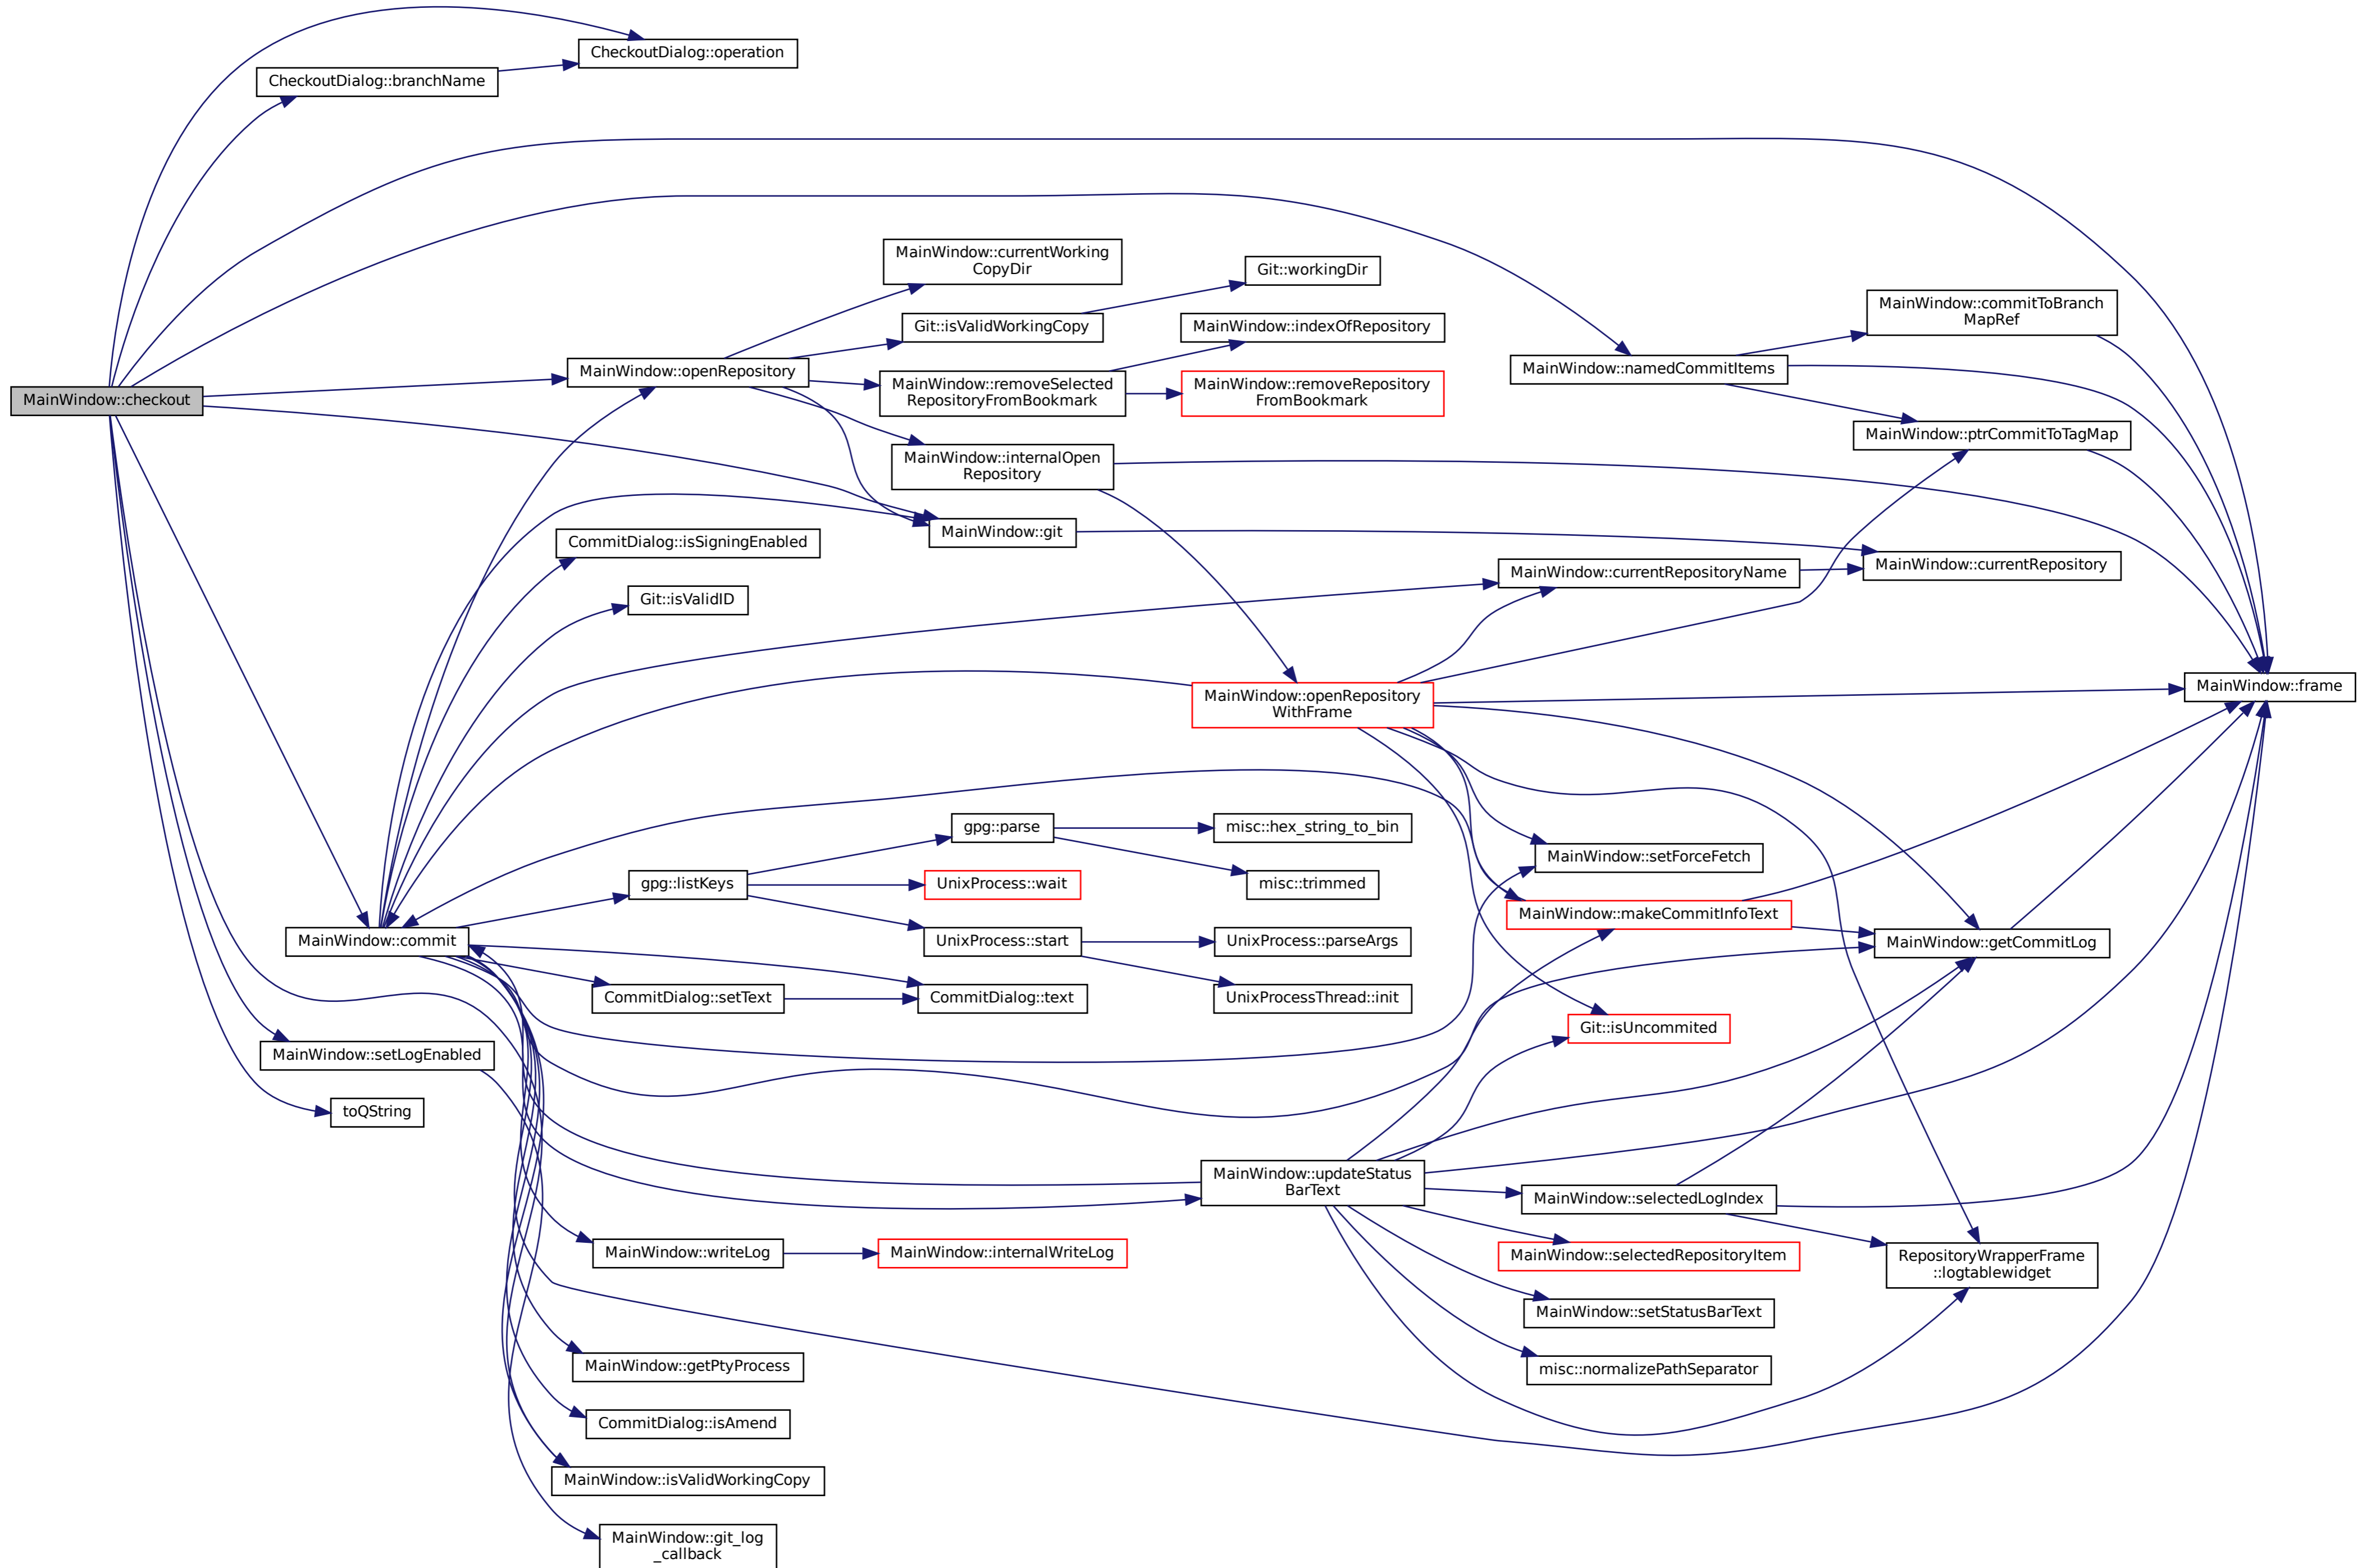 CheckoutDialog::operation
CheckoutDialog::branchName
MainWindow::checkout
MainWindow::openRepository
MainWindow::currentWorking
CopyDir
Git::isValidWorkingCopy
Git::workingDir
MainWindow::indexOfRepository
MainWindow::removeSelected
RepositoryFromBookmark
MainWindow::removeRepository
FromBookmark
MainWindow::internalOpen
Repository
MainWindow::git
MainWindow::namedCommitItems
MainWindow::commitToBranch
MapRef
MainWindow::ptrCommitToTagMap
MainWindow::currentRepositoryName
MainWindow::currentRepository
CommitDialog::isSigningEnabled
Git::isValidID
MainWindow::openRepository
WithFrame
MainWindow::frame
MainWindow::setForceFetch
MainWindow::makeCommitInfoText
MainWindow::getCommitLog
Git::isUncommited
gpg::parse
misc::hex_string_to_bin
misc::trimmed
gpg::listKeys
UnixProcess::wait
UnixProcess::start
UnixProcess::parseArgs
UnixProcessThread::init
MainWindow::commit
CommitDialog::setText
CommitDialog::text
MainWindow::setLogEnabled
toQString
MainWindow::updateStatus
BarText
MainWindow::selectedLogIndex
MainWindow::selectedRepositoryItem
RepositoryWrapperFrame
::logtablewidget
MainWindow::setStatusBarText
misc::normalizePathSeparator
MainWindow::writeLog
MainWindow::internalWriteLog
MainWindow::getPtyProcess
CommitDialog::isAmend
MainWindow::isValidWorkingCopy
MainWindow::git_log
_callback